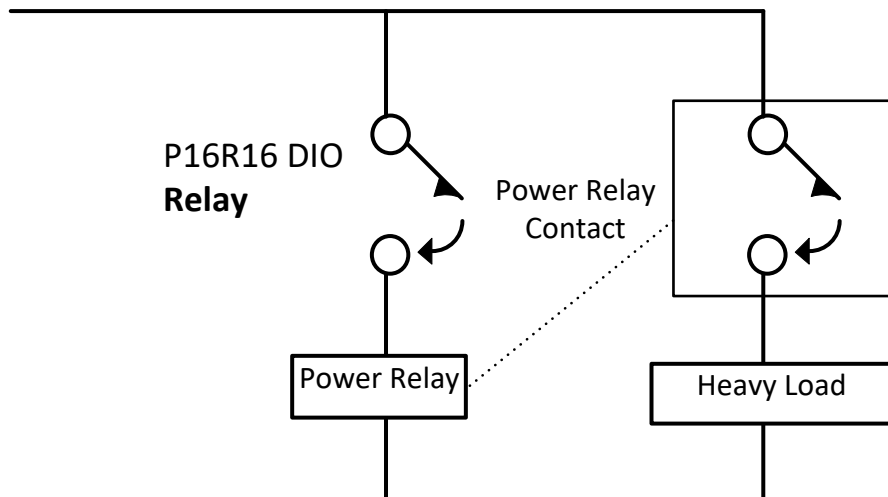 P16R16 DIO
Relay
Power Relay
Contact
Power Relay
Heavy Load